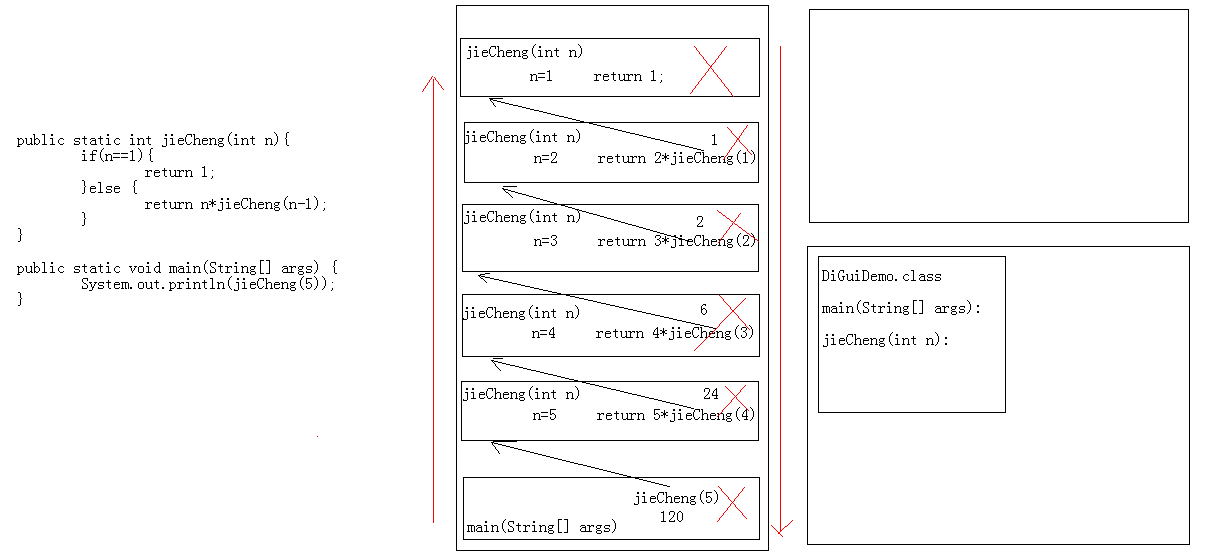 public static int jieCheng(int n){
if(n==1){
return 1;
}else {
return n*jieCheng(n-1);
}
}
public static void main(String[] args) {
System.out.println(jieCheng(5));
}
jieCheng(int n)
n=1 return 1;
jieCheng(int n) 1
n=2 return 2*jieCheng(1)
jieCheng(int n) 2
n=3 return 3*jieCheng(2)
jieCheng(int n) 6
n=4 return 4*jieCheng(3)
jieCheng(int n) 24
n=5 return 5*jieCheng(4)
jieCheng(5)
120
main(String[] args)
DiGuiDemo.class
main(String[] args):
jieCheng(int n):